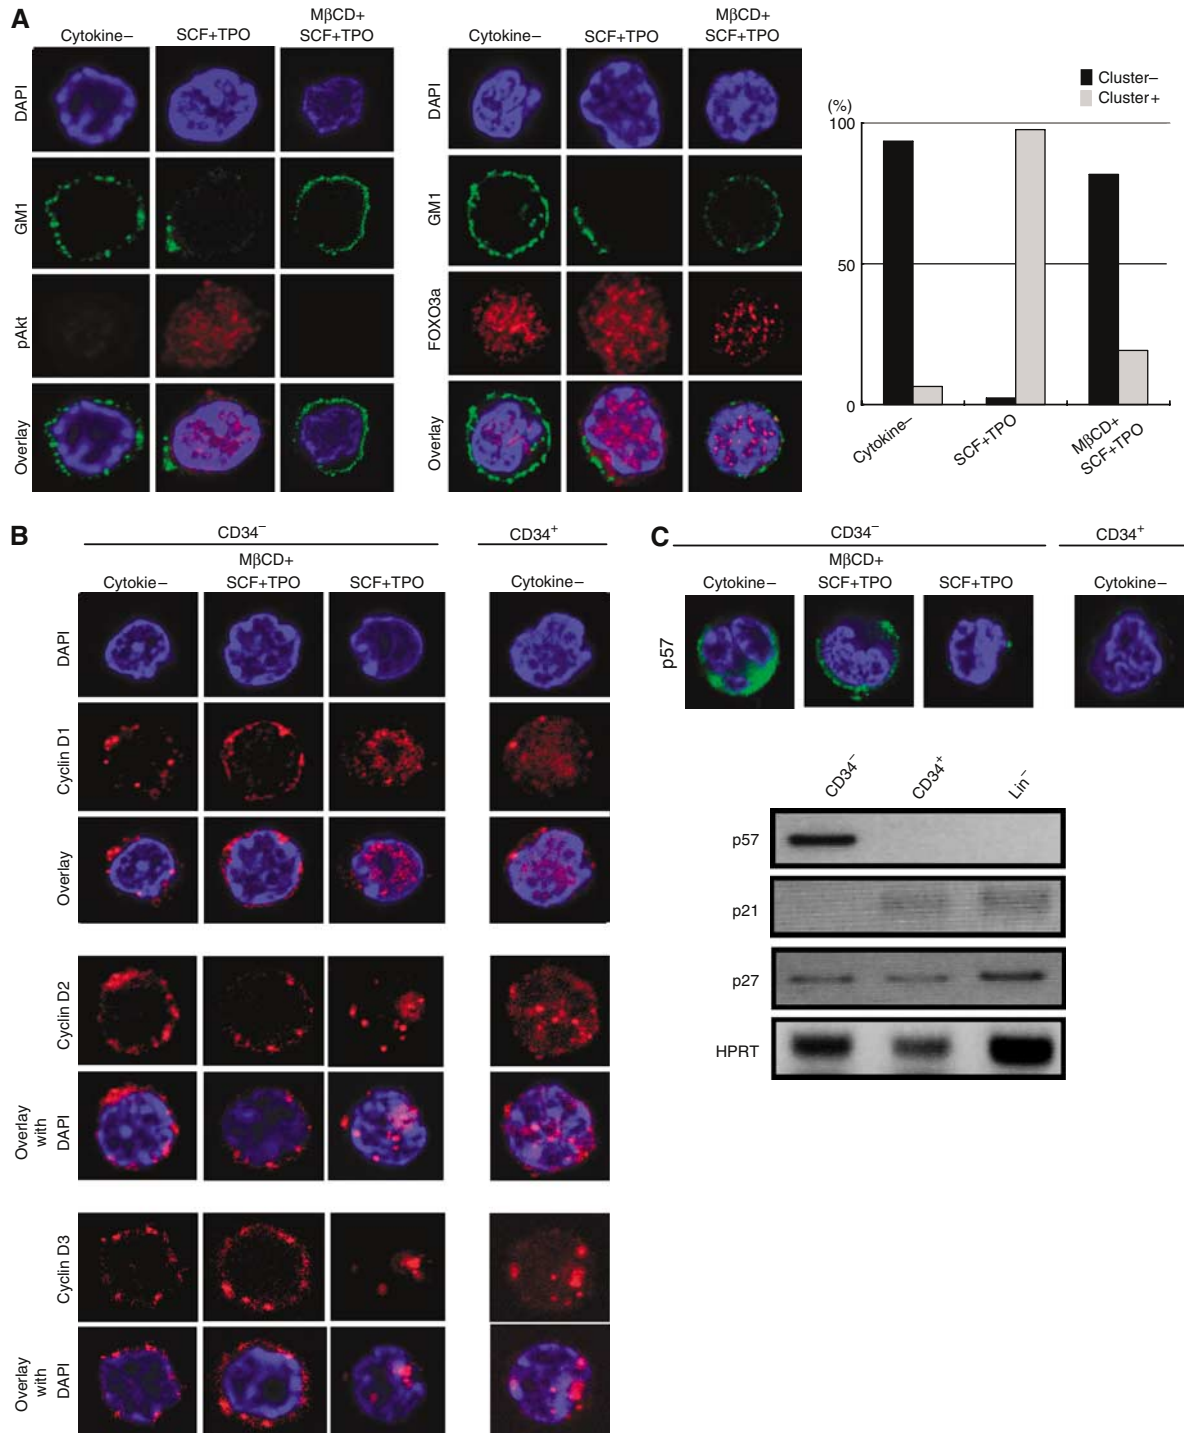 A
Cytokine–
SCF+TPO
MβCD+
SCF+TPO
Cytokine–
SCF+TPO
MβCD+
SCF+TPO
DAPI
GM1
pAkt
Overlay
DAPI
GM1
FOXO3a
Overlay
Cluster–
Cluster+
(%)
100
50
0
Cytokine–
SCF+TPO
MβCD+
SCF+TPO
B
CD34–
CD34+
Cytokie–
MβCD+
SCF+TPO
SCF+TPO
Cytokine–
DAPI
Cyclin D1
Overlay
Cyclin D2
Overlay
with
DAPI
Cyclin D3
Overlay
with
DAPI
C
CD34–
CD34+
Cytokine–
MβCD+
SCF+TPO
SCF+TPO
Cytokine–
p57
CD34–
CD34+
Lin–
p57
p21
p27
HPRT